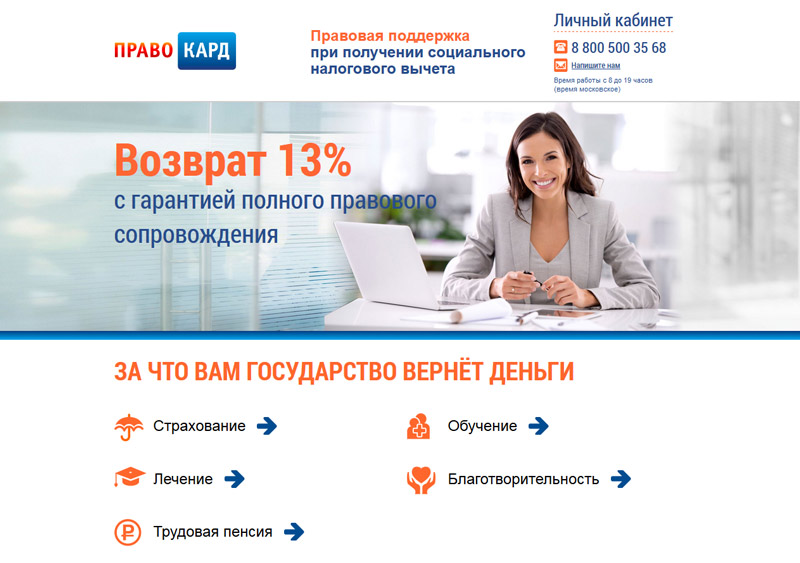 ПРАВО КАРД
Правовая поддержка
при получении социального
налогового вычета
Личный кабинет
8 800 500 35 68
Напишите нам
Время работы с 8 до 19 часов
(время московское)
Возврат 13%
с гарантией полного правового
сопровождения
ЗА ЧТО ВАМ ГОСУДАРСТВО ВЕРНЁТ ДЕНЬГИ
Страхование
Обучение
Лечение
Благотворительность
Трудовая пенсия